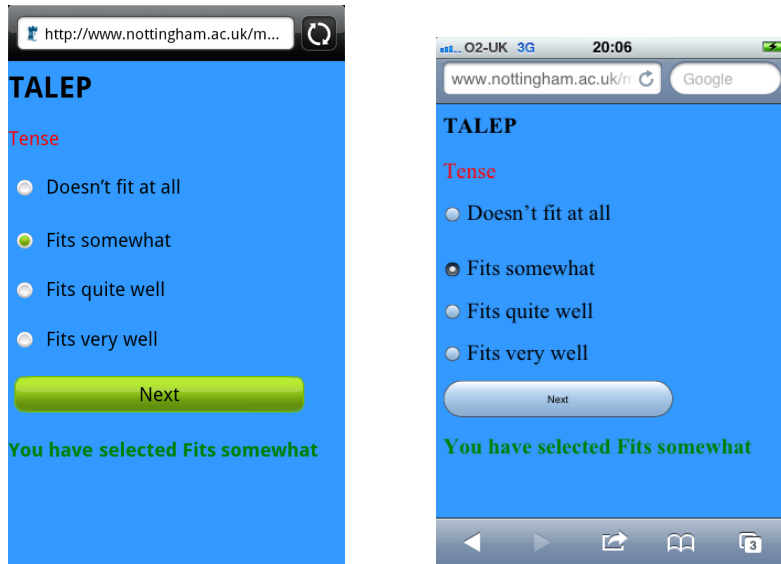 http://www.nottingham.ac.uk/m...
TALEP
Tense
Doesn’t fit at all
Fits somewhat
Fits quite well
Fits very well
Next
You have selected Fits somewhat
O2-UK 3G 20:06
www.nottingham.ac.uk/m Google
TALEP
Tense
Doesn’t fit at all
Fits somewhat
Fits quite well
Fits very well
Next
You have selected Fits somewhat
3